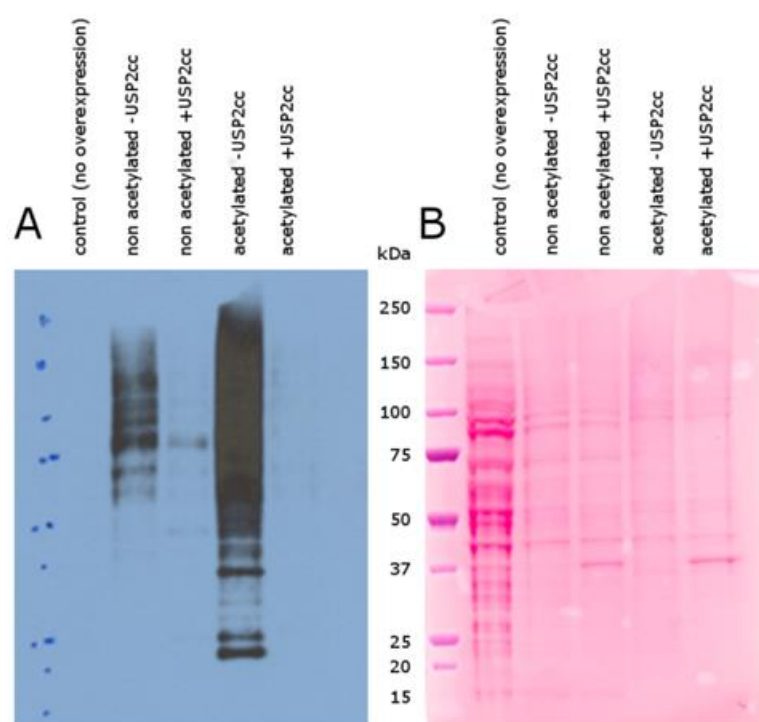 A
control (no overexpression)
non acetylated -USP2cc
non acetylated +USP2cc
acetylated -USP2cc
acetylated +USP2cc
kDa
B
control (no overexpression)
non acetylated -USP2cc
non acetylated +USP2cc
acetylated -USP2cc
acetylated +USP2cc
250
150
100
75
50
37
25
20
15